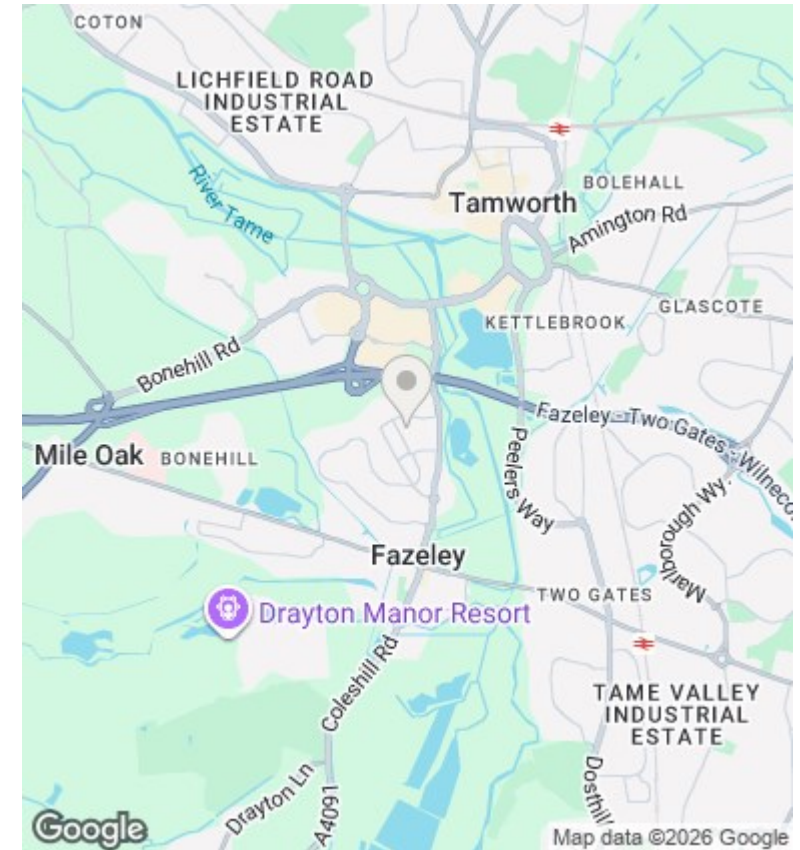 COTON
LICHFIELD ROAD
INDUSTRIAL
ESTATE
River Tame
Tamworth
BOLEHALL
Amington Rd
GLASCOTE
KETTLEBROOK
Bonehill Rd
Fazeley - Two Gates - Wilneco
Mile Oak
BONEHILL
Peelers Way
Marlborough Wy.
Fazeley
TWO GATES
Drayton Manor Resort
Coleshill Rd
TAME VALLEY
INDUSTRIAL
ESTATE
Drayton Ln
A4091
Dosthill
Google
Map data ©2026 Google